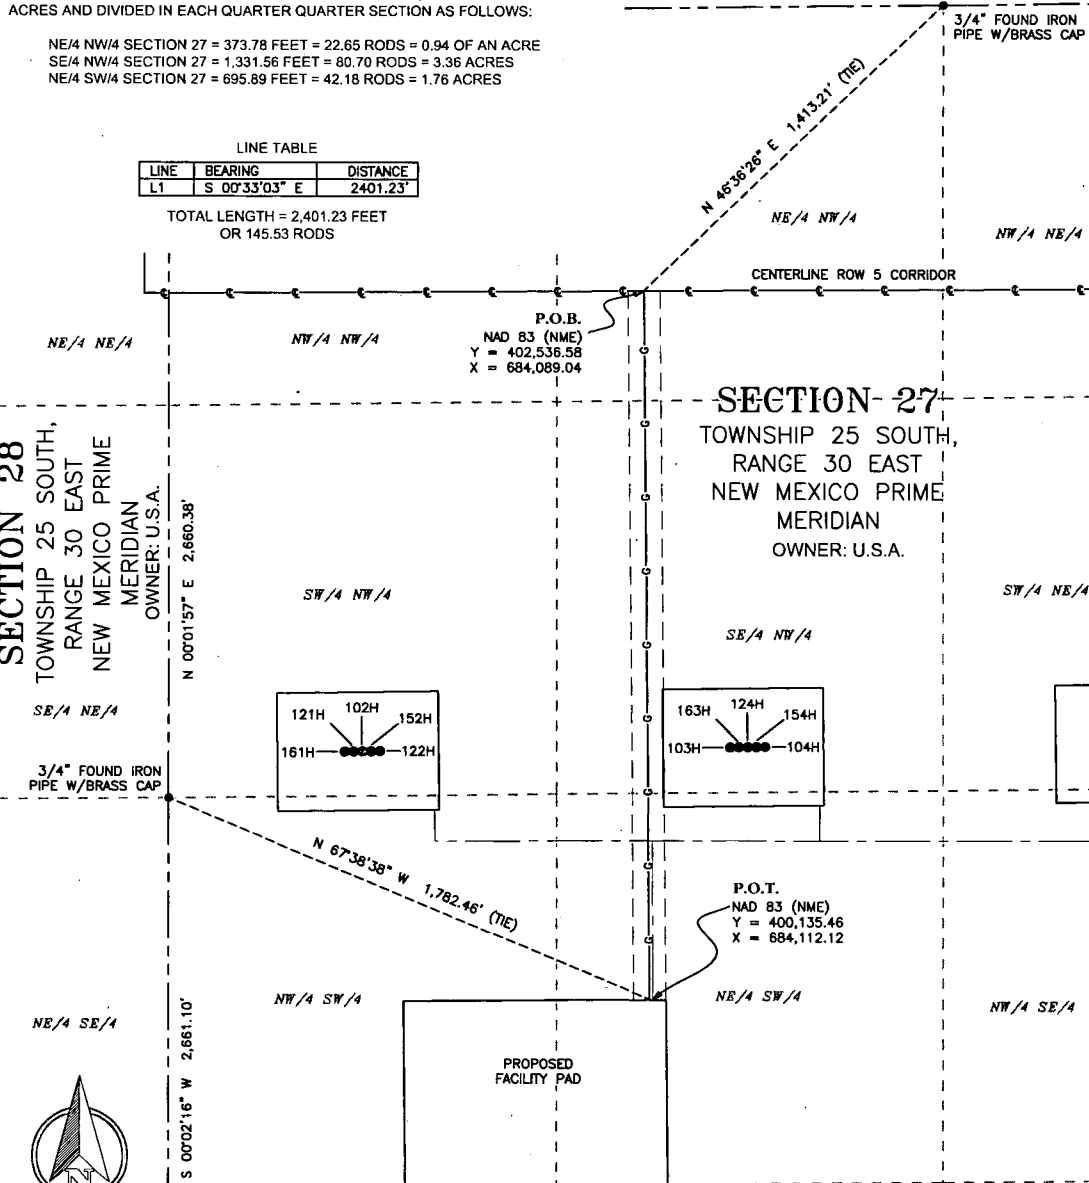 ACRES AND DIVIDED IN EACH QUARTER QUARTER SECTION AS FOLLOWS:
NE/4 NW/4 SECTION 27 = 373.78 FEET = 22.65 RODS = 0.94 OF AN ACRE
SE/4 NW/4 SECTION 27 = 1,331.56 FEET = 80.70 RODS = 3.36 ACRES
NE/4 SW/4 SECTION 27 = 695.89 FEET = 42.18 RODS = 1.76 ACRES
3/4" FOUND IRON
PIPE W/BRASS CAP
LINE TABLE
LINE BEARING DISTANCE
L1 S 00°33'03" E 2401.23'
TOTAL LENGTH = 2,401.23 FEET
OR 145.53 RODS
N 46°36'26" E 1,413.21' (TIE)
NE/4 NW/4
NW/4 NE/4
CENTERLINE ROW 5 CORRIDOR
NE/4 NE/4
NW/4 NW/4
P.O.B.
NAD 83 (NME)
Y = 402,536.58
X = 684,089.04
SECTION 27
TOWNSHIP 25 SOUTH,
RANGE 30 EAST
NEW MEXICO PRIME
MERIDIAN
OWNER: U.S.A.
SECTION 28
TOWNSHIP 25 SOUTH,
RANGE 30 EAST
NEW MEXICO PRIME
MERIDIAN
OWNER: U.S.A.
N 00°01'57" E 2,660.38'
SW/4 NW/4
SE/4 NW/4
SW/4 NE/4
SE/4 NE/4
121H 102H 152H
161H 122H
163H 124H 154H
103H 104H
3/4" FOUND IRON
PIPE W/BRASS CAP
N 67°38'38" W 1,782.46' (TIE)
P.O.T.
NAD 83 (NME)
Y = 400,135.46
X = 684,112.12
NW/4 SW/4
NE/4 SW/4
NW/4 SE/4
NE/4 SE/4
S 00°02'16" W 2,661.10'
PROPOSED
FACILITY PAD
G
G
G
G
G
G
G
G
G
N